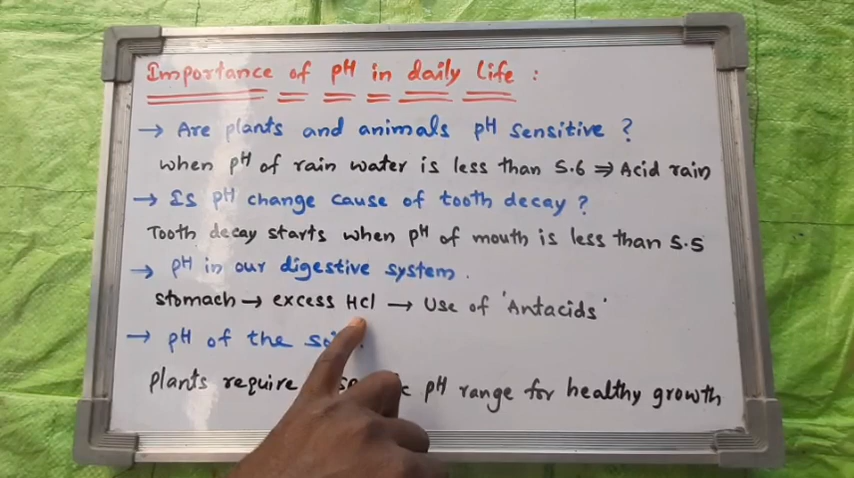 Importance of pH in daily life :
→ Are plants and animals pH sensitive ?
when pH of rain water is less than 5.6 ⇒ Acid rain
→ Is pH change cause of tooth decay ?
Tooth decay starts when pH of mouth is less than 5.5
→ pH in our digestive system .
stomach → excess HCl → Use of 'Antacids'
→ pH of the
Plants require pH range for healthy growth